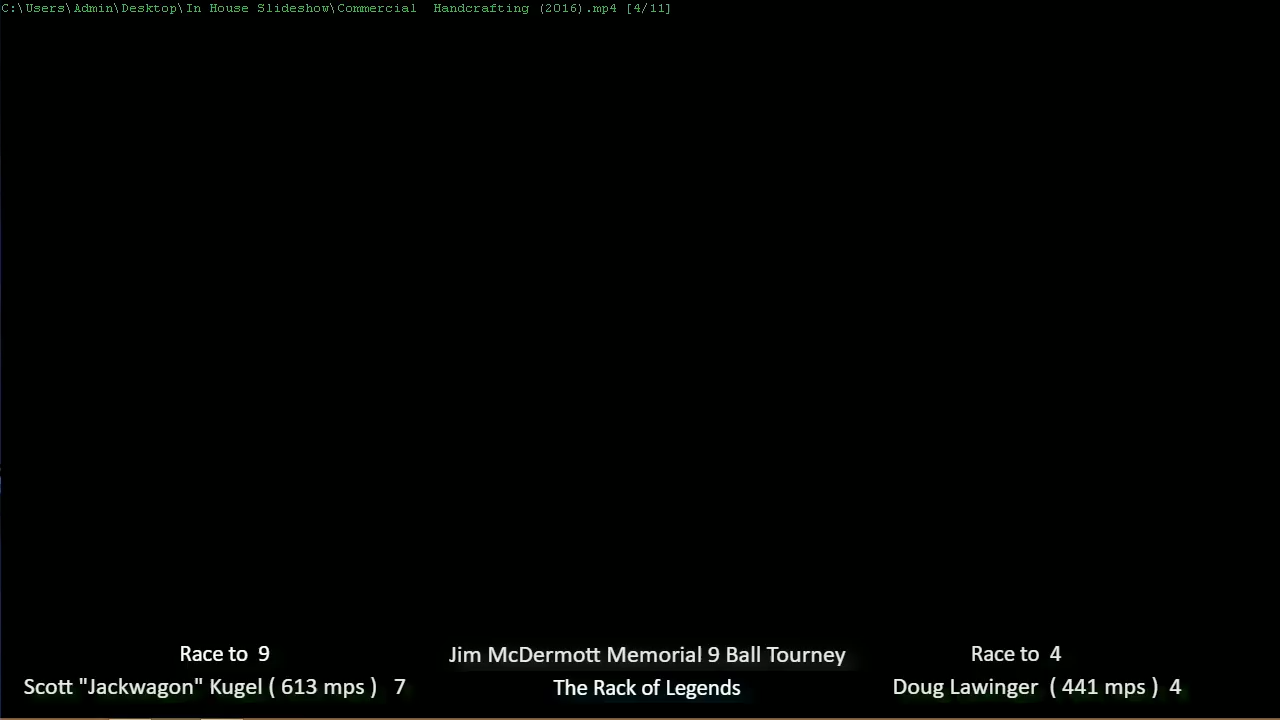 C:\Users\Admin\Desktop\In House Slideshow\Commercial  Handcrafting (2016).mp4 [4/11]
Race to  9
Jim McDermott Memorial 9 Ball Tourney
Race to  4
Scott "Jackwagon" Kugel ( 613 mps )   7
The Rack of Legends
Doug Lawinger  ( 441 mps )  4